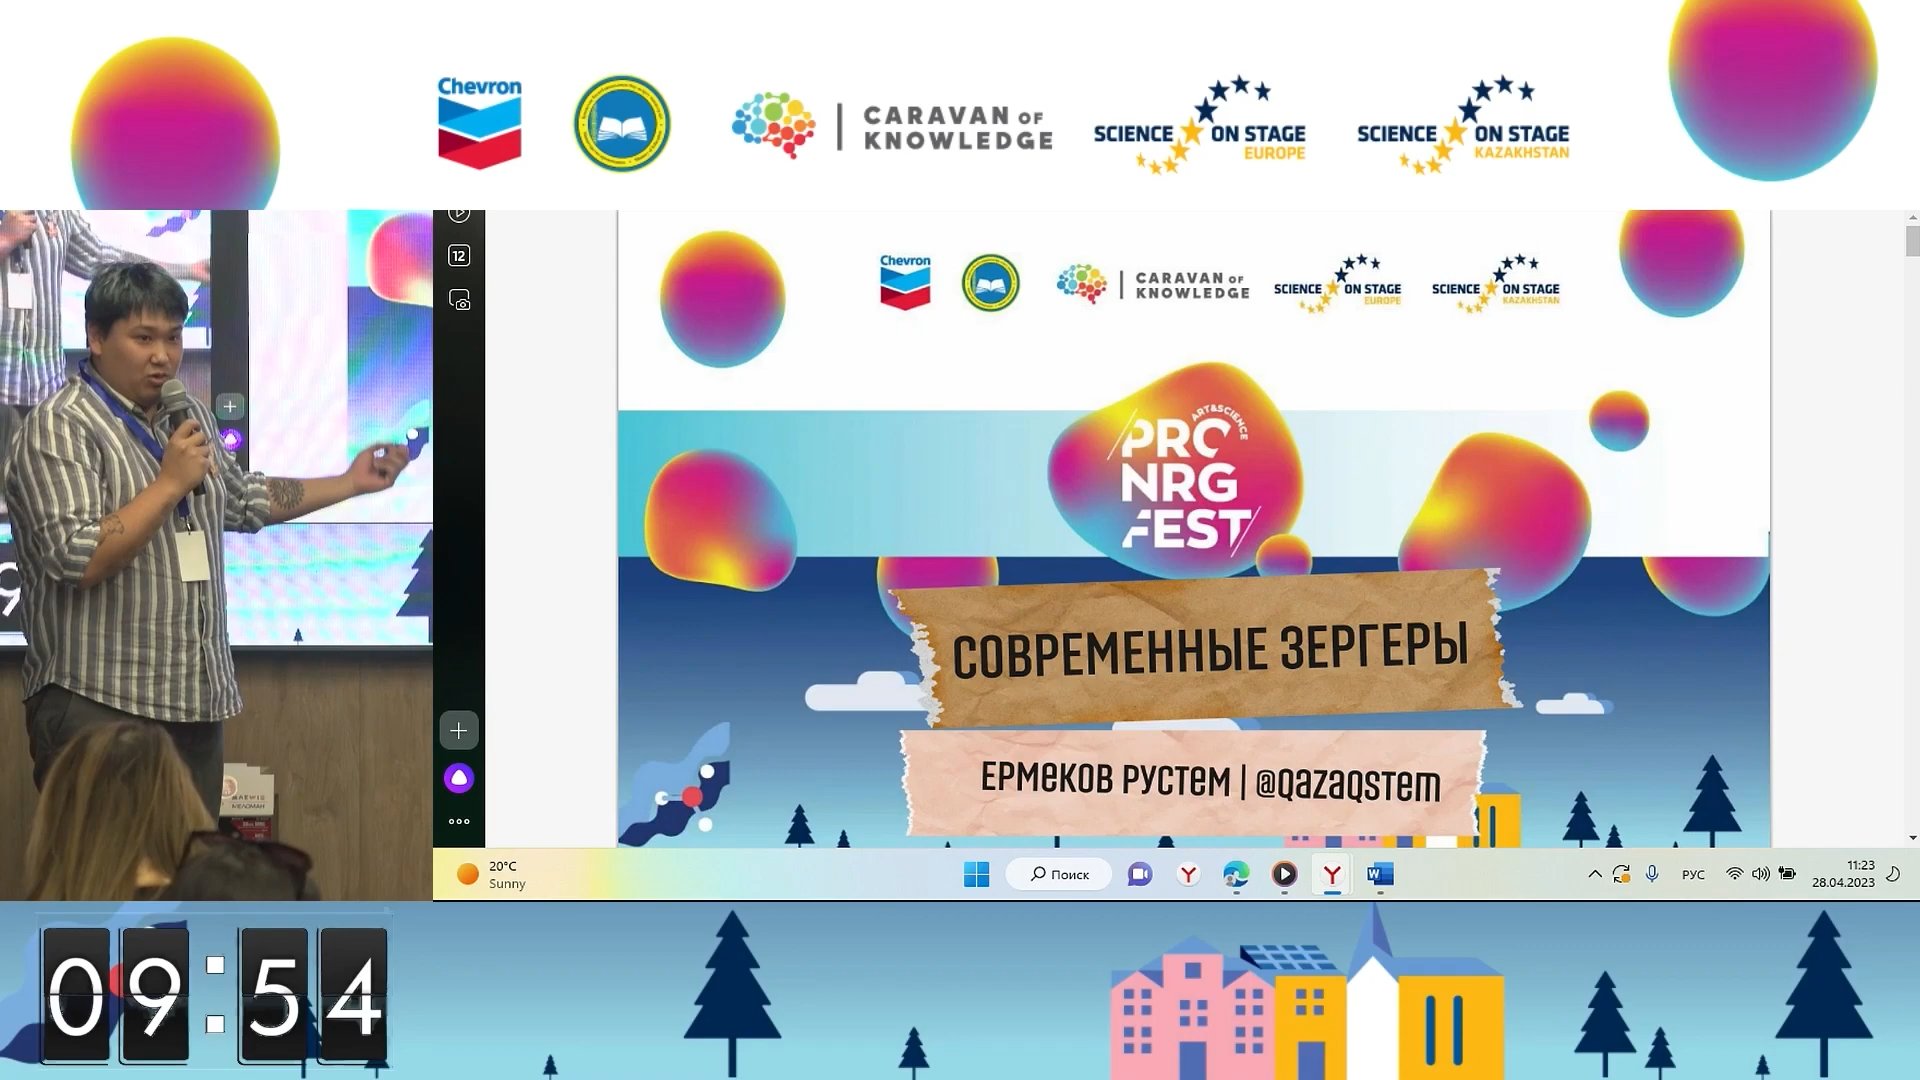 Chevron
CARAVAN OF
KNOWLEDGE
SCIENCE ON STAGE
EUROPE
SCIENCE ON STAGE
KAZAKHSTAN
12
Chevron
CARAVAN OF
KNOWLEDGE
SCIENCE ON STAGE
EUROPE
SCIENCE ON STAGE
KAZAKHSTAN
ART&SCIENCE
PRO
NRG
FEST
СОВРЕМЕННЫЕ ЗЕРГЕРЫ
ЕРМЕКОВ РУСТЕМ | @QAZAQSTEM
МЕЛОМАН
20°C
Sunny
Поиск
РУС
11:23
28.04.2023
09:54